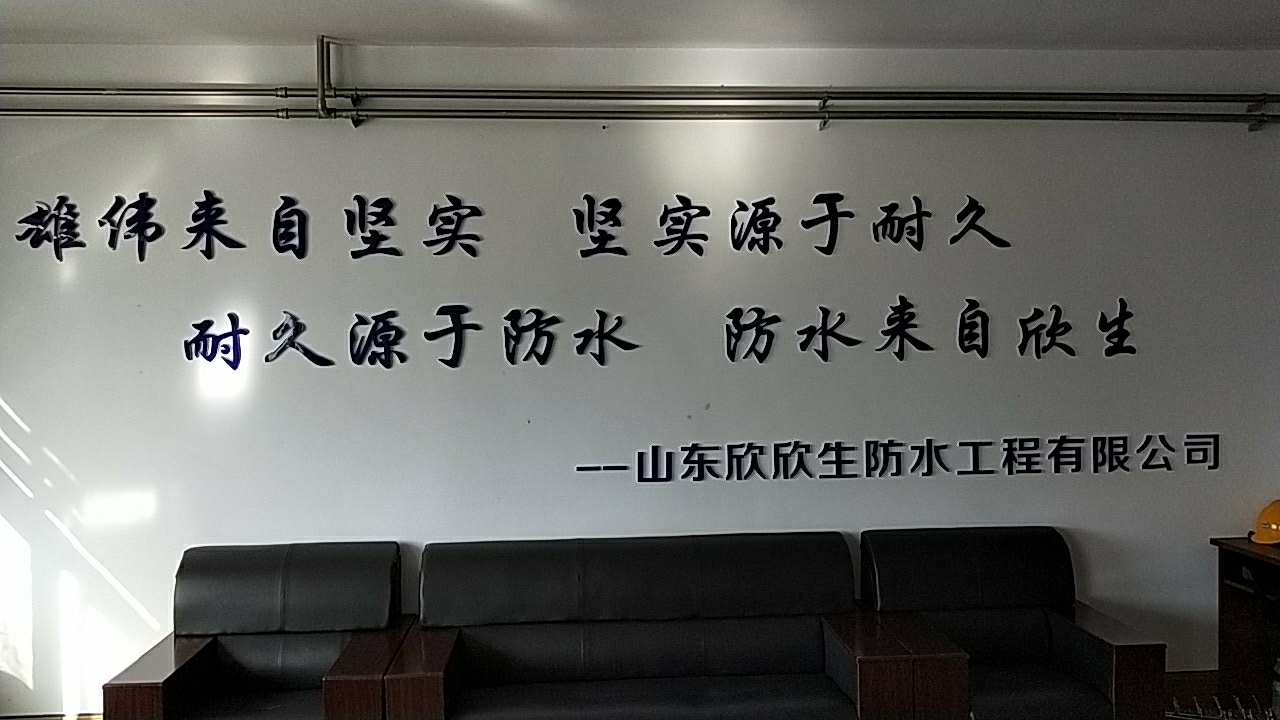 雄伟来自坚实 坚实源于耐久
耐久源于防水 防水来自欣生
--山东欣欣生防水工程有限公司